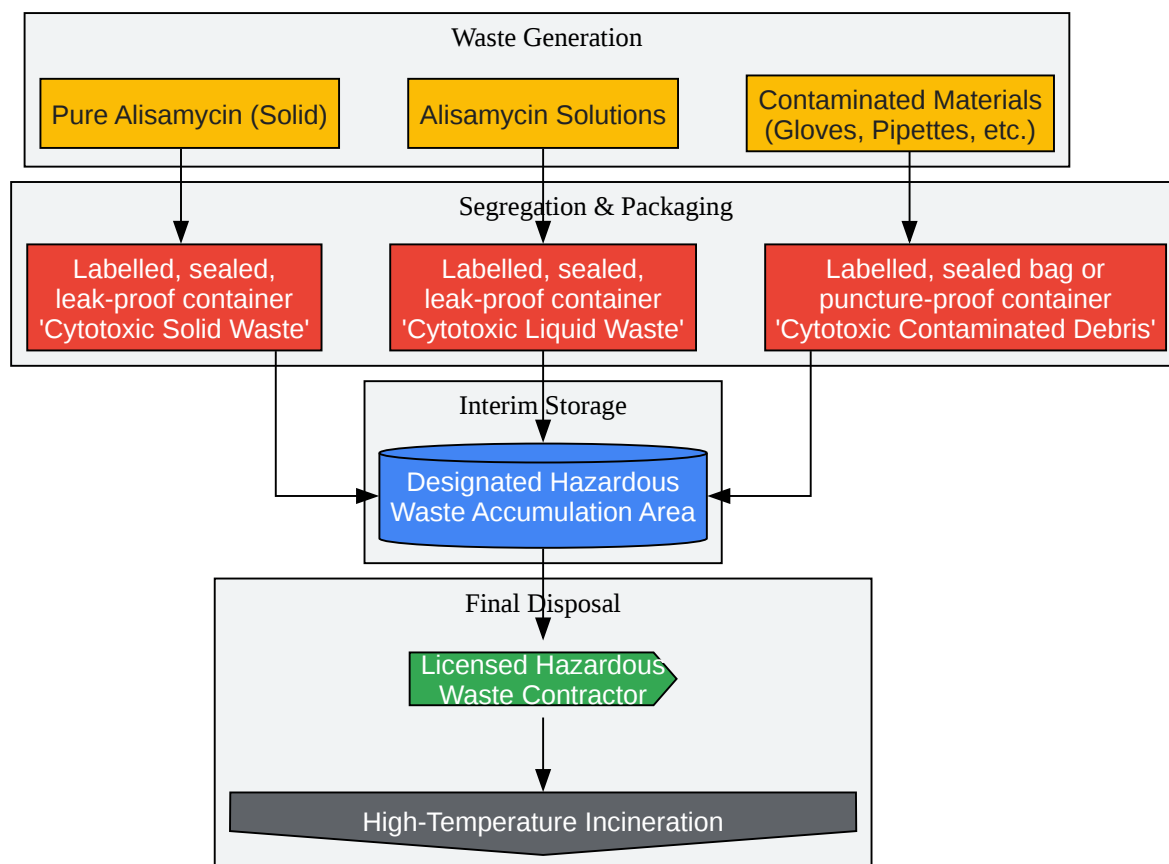 Waste Generation
Pure Alisamycin (Solid)
Alisamycin Solutions
Contaminated Materials
(Gloves, Pipettes, etc.)
Segregation & Packaging
Labelled, sealed,
leak-proof container
'Cytotoxic Solid Waste'
Labelled, sealed,
leak-proof container
'Cytotoxic Liquid Waste'
Labelled, sealed bag or
puncture-proof container
'Cytotoxic Contaminated Debris'
Interim Storage
Designated Hazardous
Waste Accumulation Area
Final Disposal
Licensed Hazardous
Waste Contractor
High-Temperature Incineration